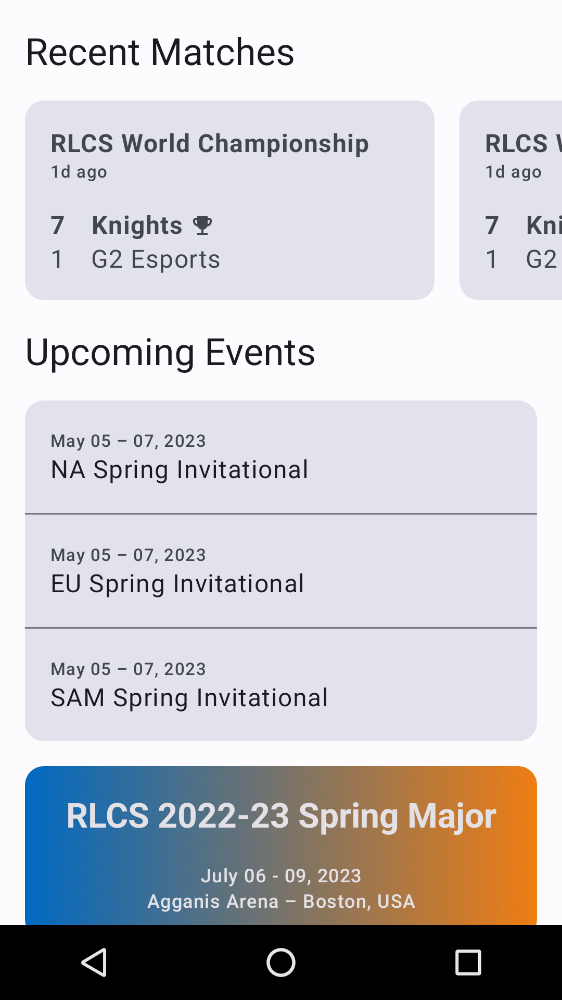 Recent Matches
RLCS World Championship
1d ago
7 Knights
1 G2 Esports
RLCS
1d ago
7
1 G2
Upcoming Events
May 05 – 07, 2023
NA Spring Invitational
May 05 – 07, 2023
EU Spring Invitational
May 05 – 07, 2023
SAM Spring Invitational
RLCS 2022-23 Spring Major
July 06 - 09, 2023
Agganis Arena – Boston, USA